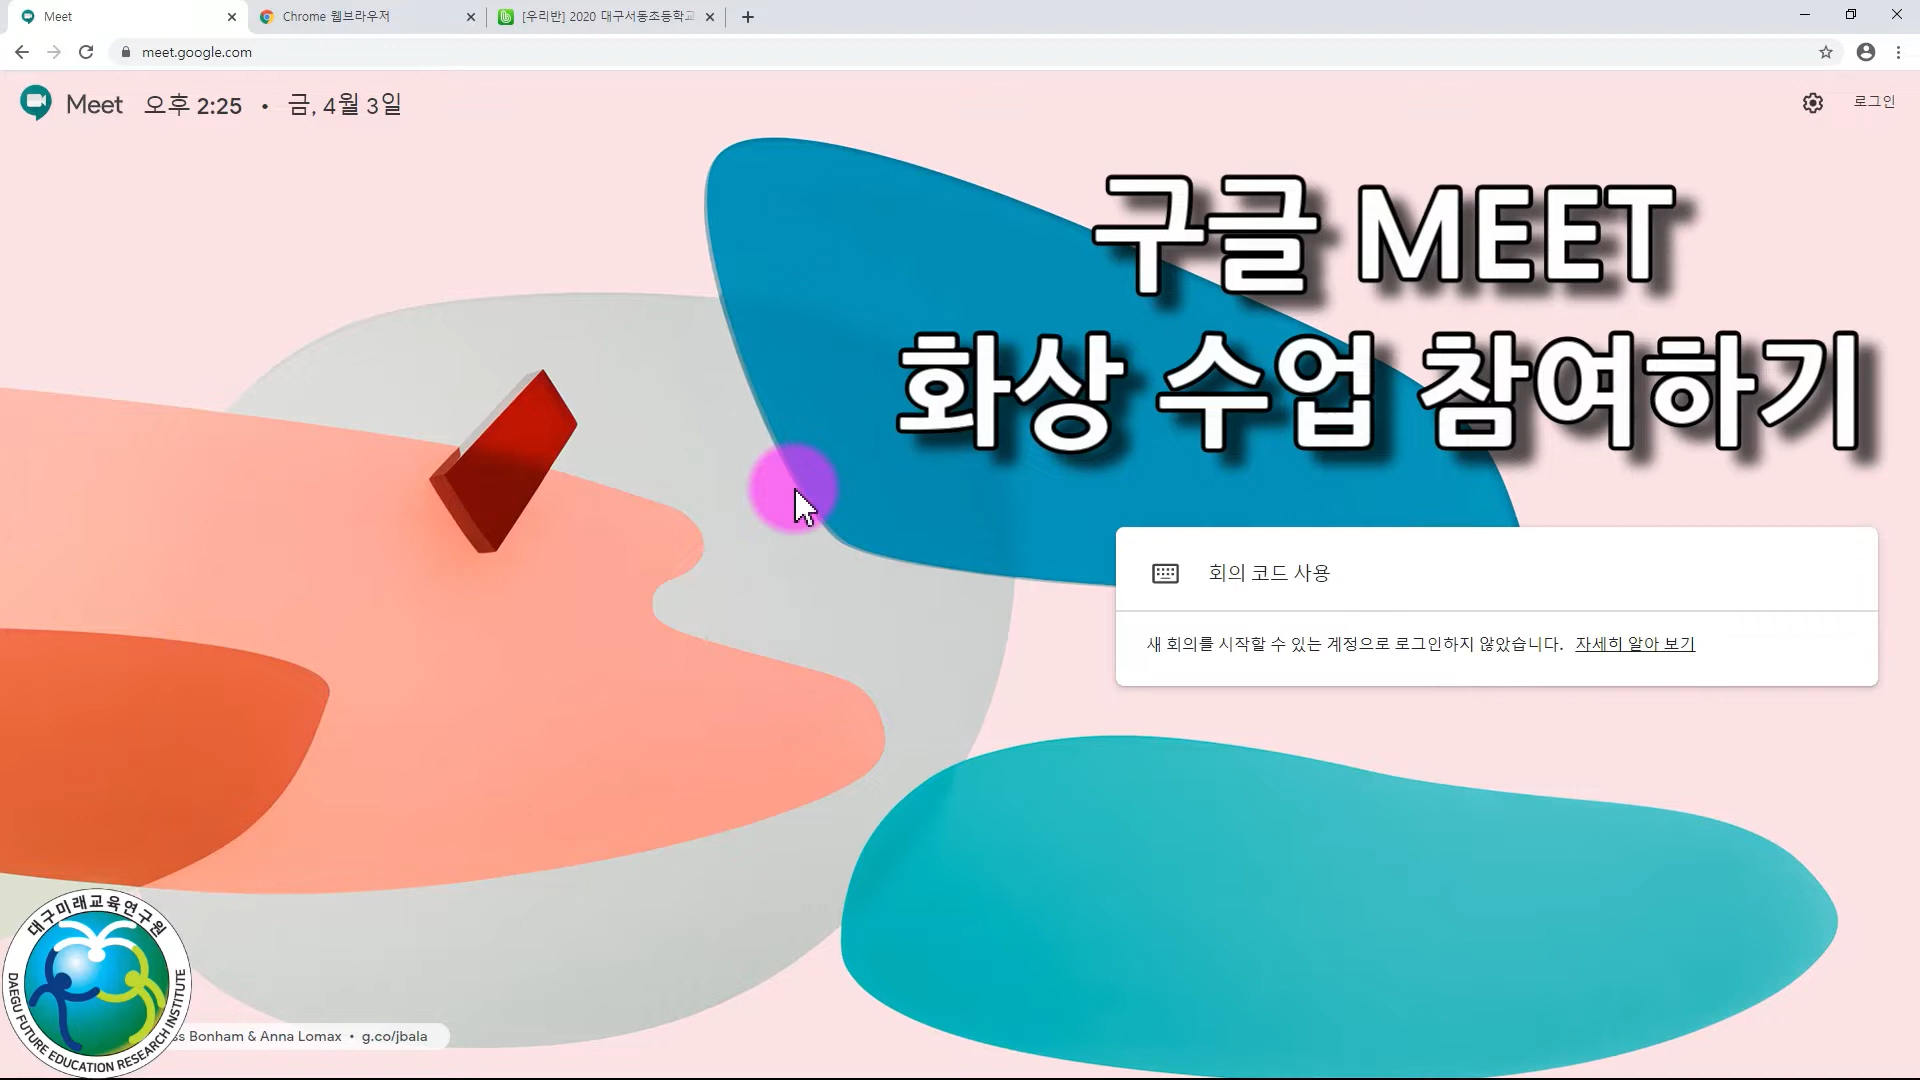 Meet
Chrome 웹브라우저
[우리반] 2020 대구서동초등학교
meet.google.com
Meet 오후 2:25 • 금, 4월 3일
로그인
구글 MEET
화상 수업 참여하기
회의 코드 사용
새 회의를 시작할 수 있는 계정으로 로그인하지 않았습니다. 자세히 알아 보기
대구미래교육연구원
DAEGU FUTURE EDUCATION RESEARCH INSTITUTE
Bonham & Anna Lomax • g.co/jbala